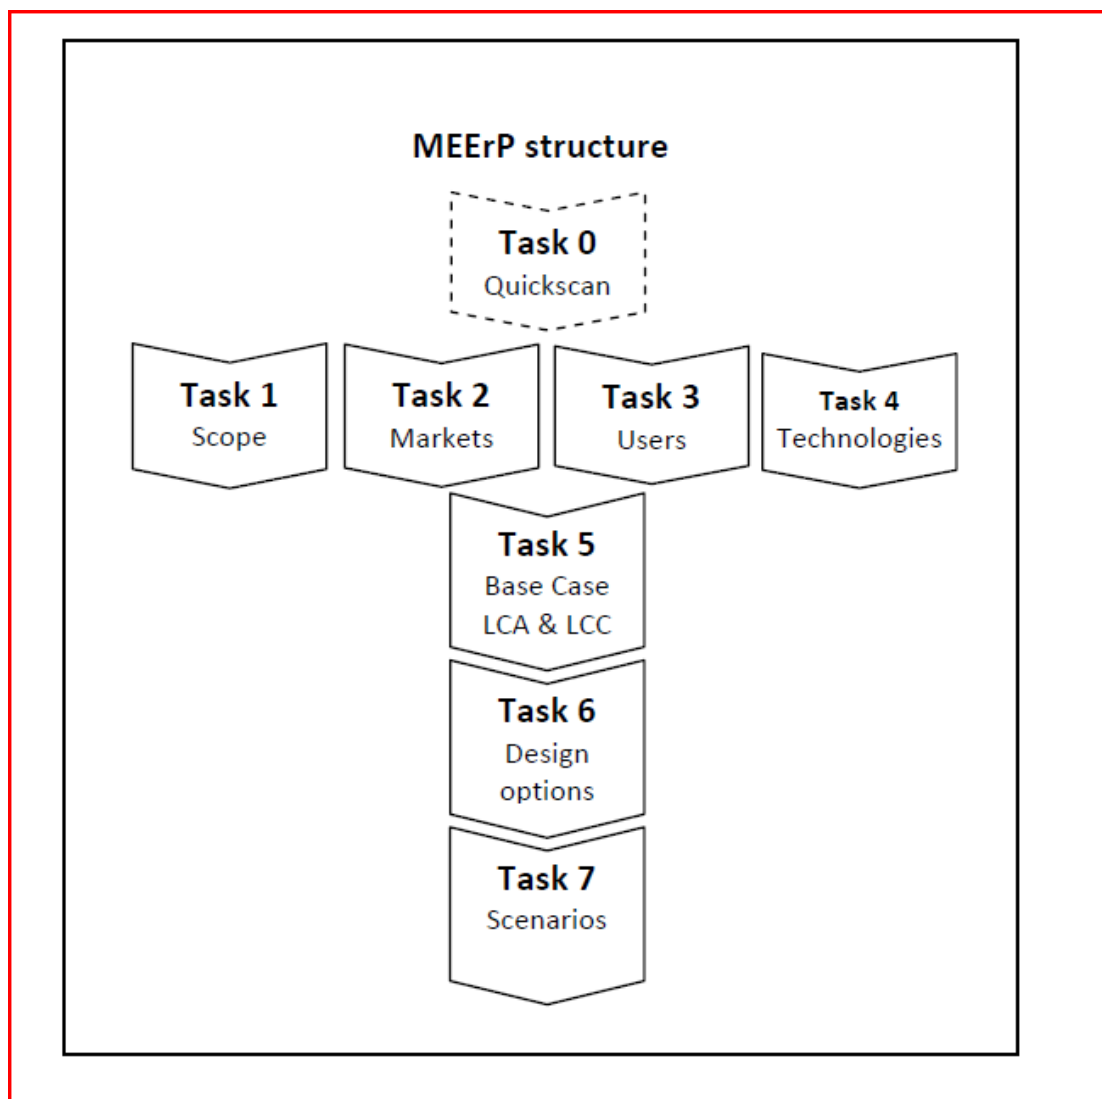 MEErP structure
Task 0
Quickscan
Task 1
Scope
Task 2
Markets
Task 3
Users
Task 4
Technologies
Task 5
Base Case
LCA & LCC
Task 6
Design
options
Task 7
Scenarios